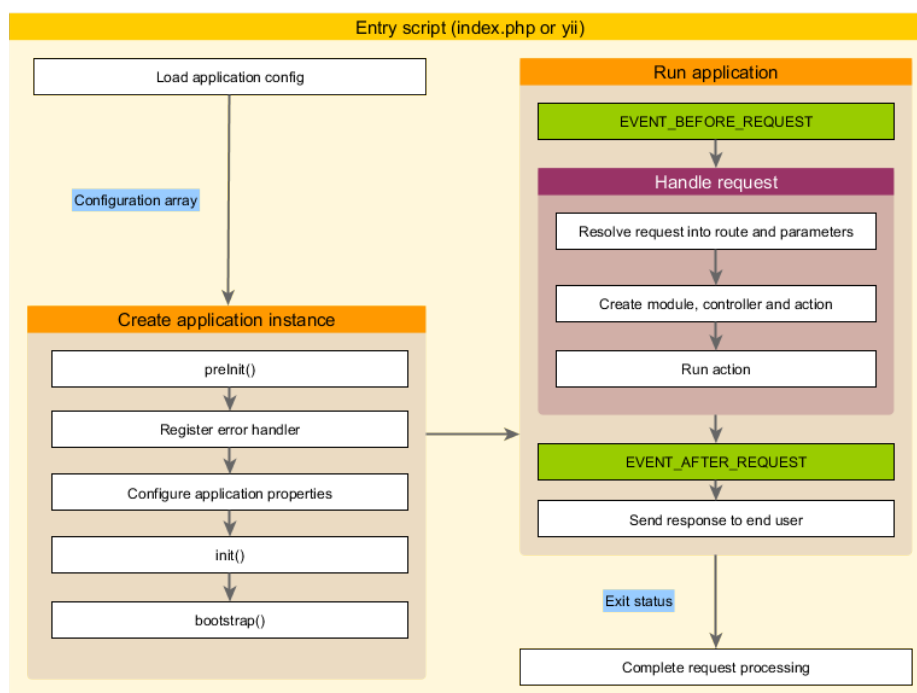 Entry script (index.php or yii)
Load application config
Configuration array
Create application instance
preInit()
Register error handler
Configure application properties
init()
bootstrap()
Run application
EVENT_BEFORE_REQUEST
Handle request
Resolve request into route and parameters
Create module, controller and action
Run action
EVENT_AFTER_REQUEST
Send response to end user
Exit status
Complete request processing